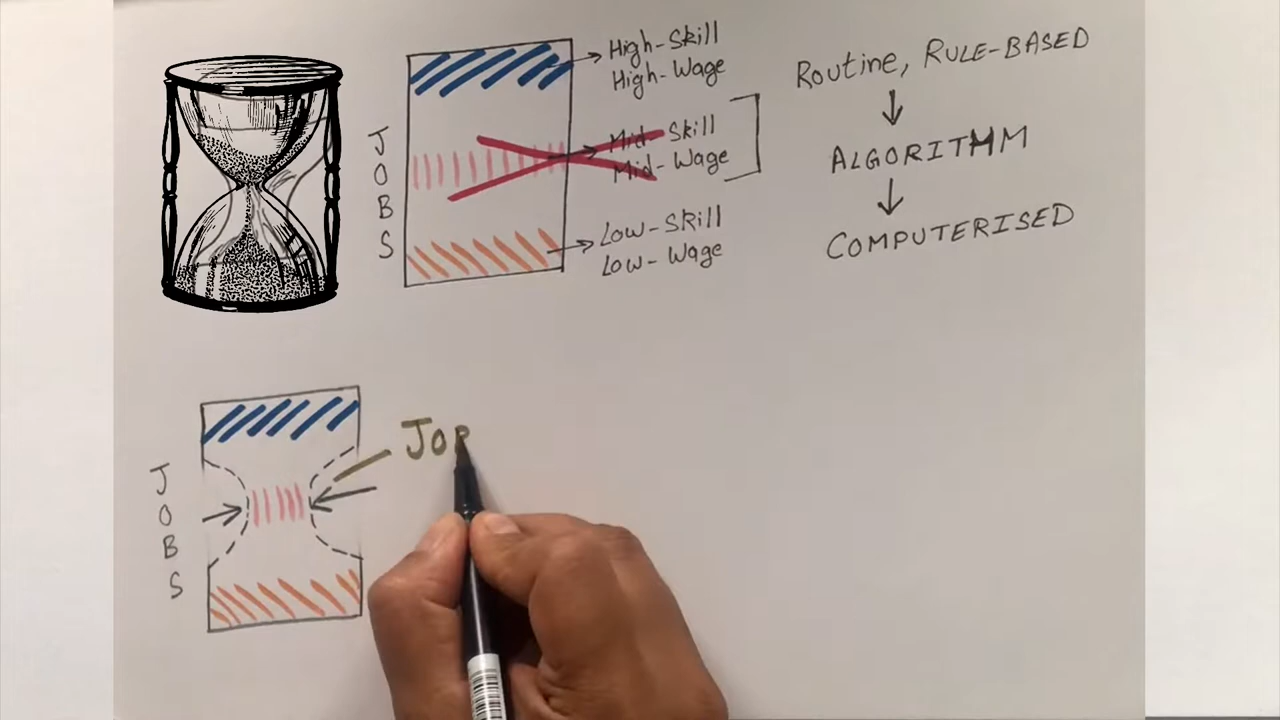 High-Skill
High-Wage
Mid-Skill
Mid-Wage
Low-Skill
Low-Wage
JOBS
Routine, RULE-BASED
ALGORITHM
COMPUTERISED
JOBS
JOB